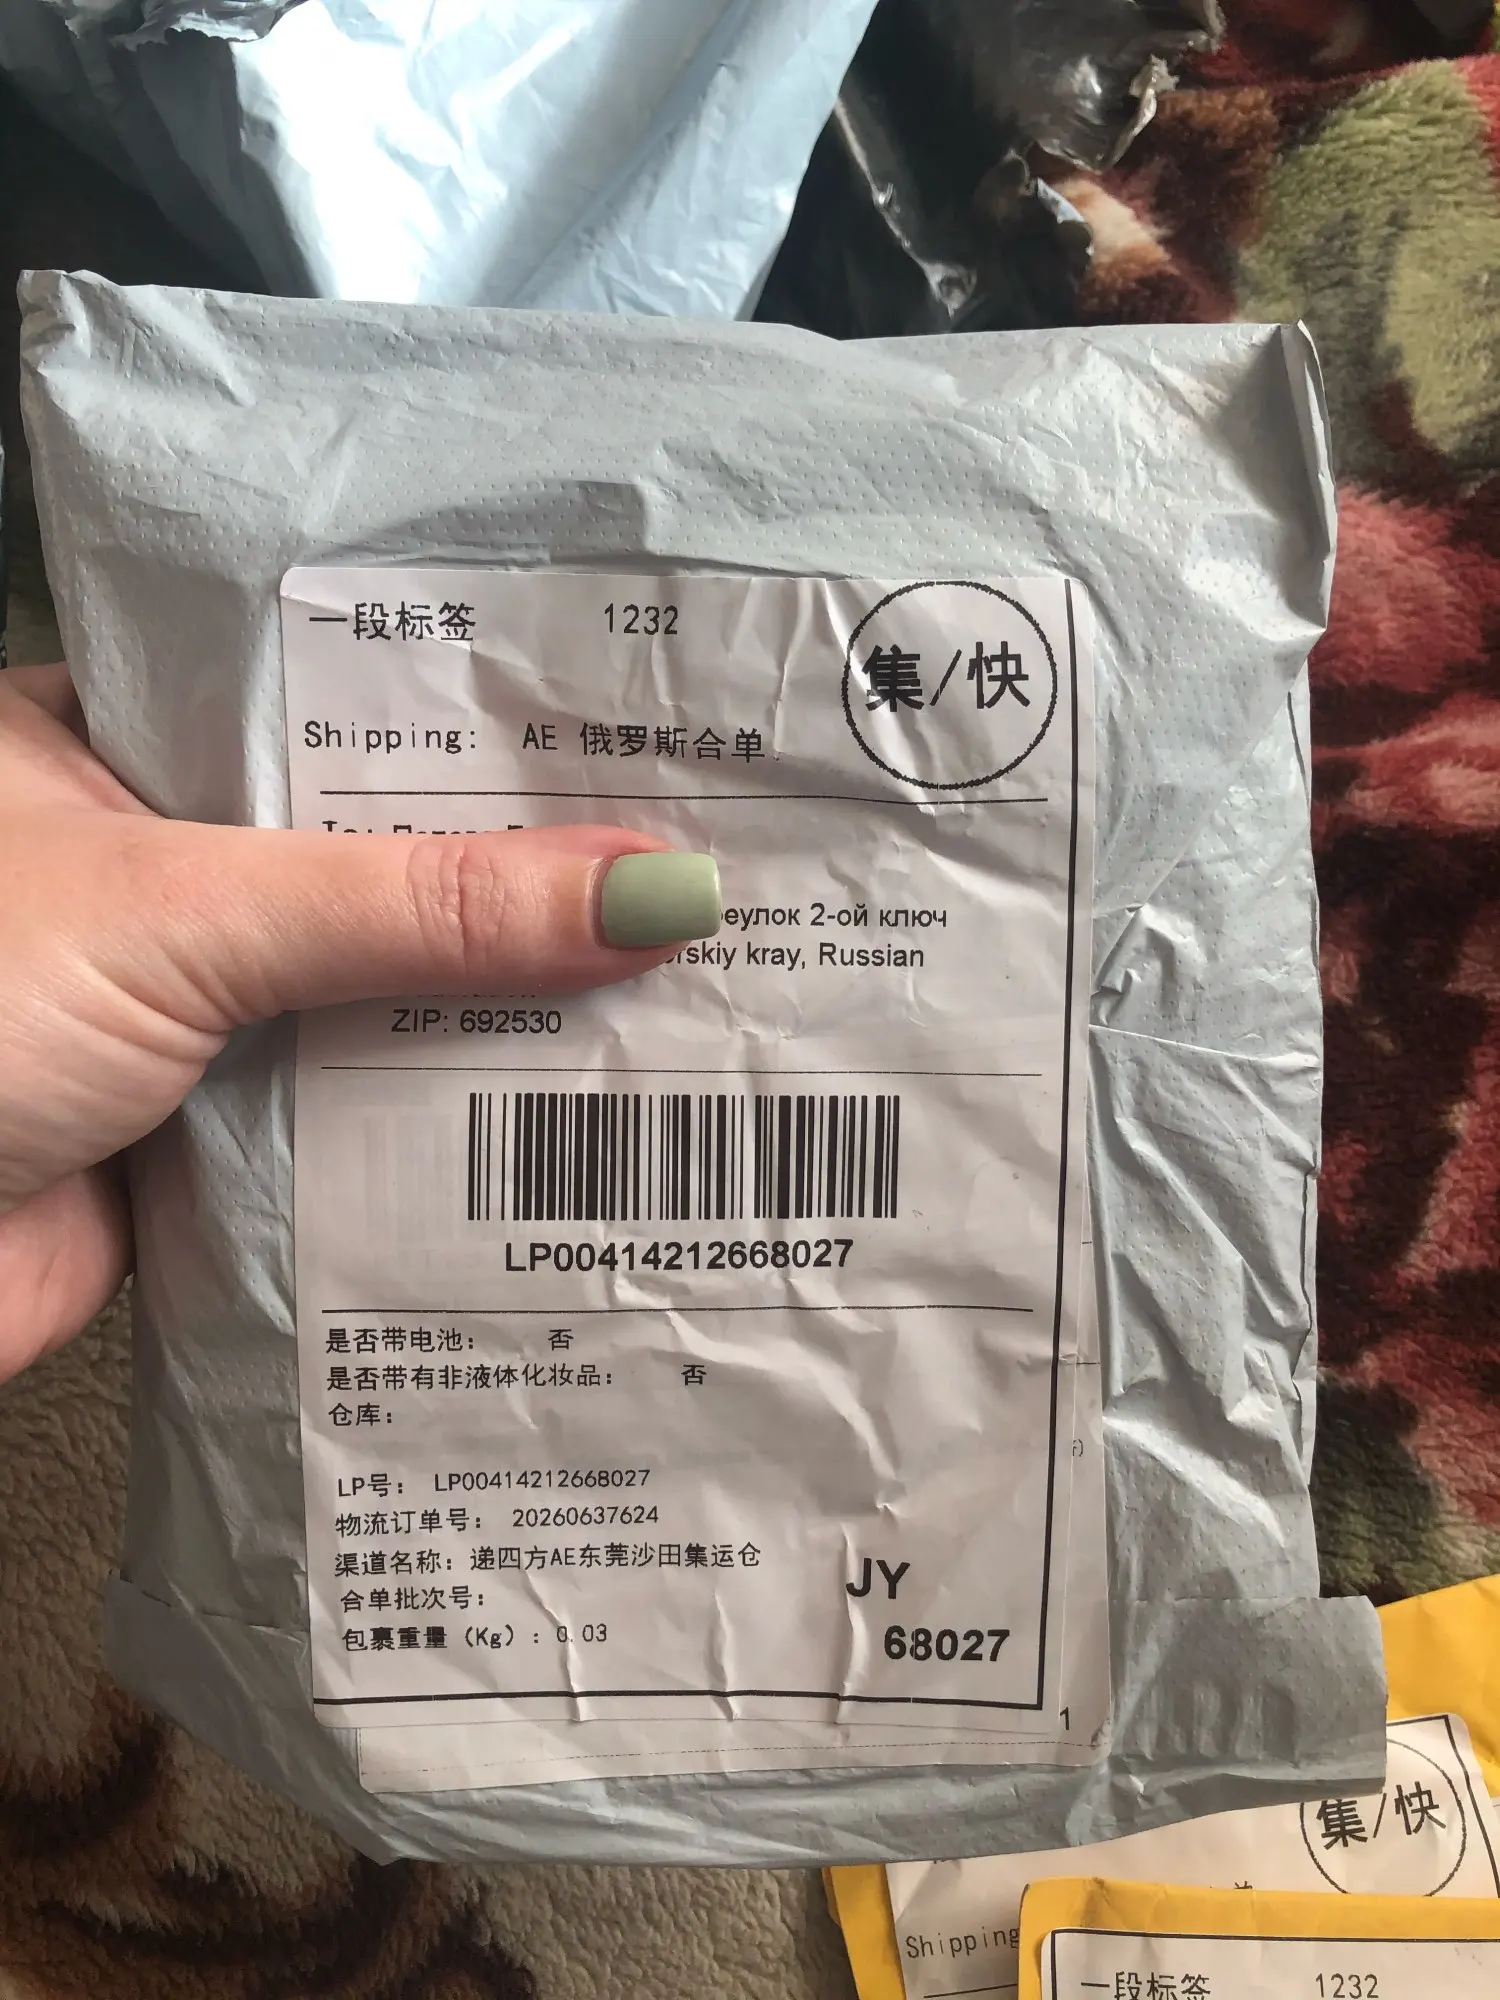 一段标签 1232
集/快
Shipping: AE 俄罗斯合单
To:
еулок 2-ой ключ
rskiy kray, Russian
ZIP: 692530
LP00414212668027
是否带电池: 否
是否带有非液体化妆品: 否
仓库:
LP号: LP00414212668027
物流订单号: 20260637624
渠道名称: 递四方AE东莞沙田集运仓
合单批次号:
包裹重量 (Kg) : 0.03
JY
68027
1
集/快
单
Shipping
一段标签 1232